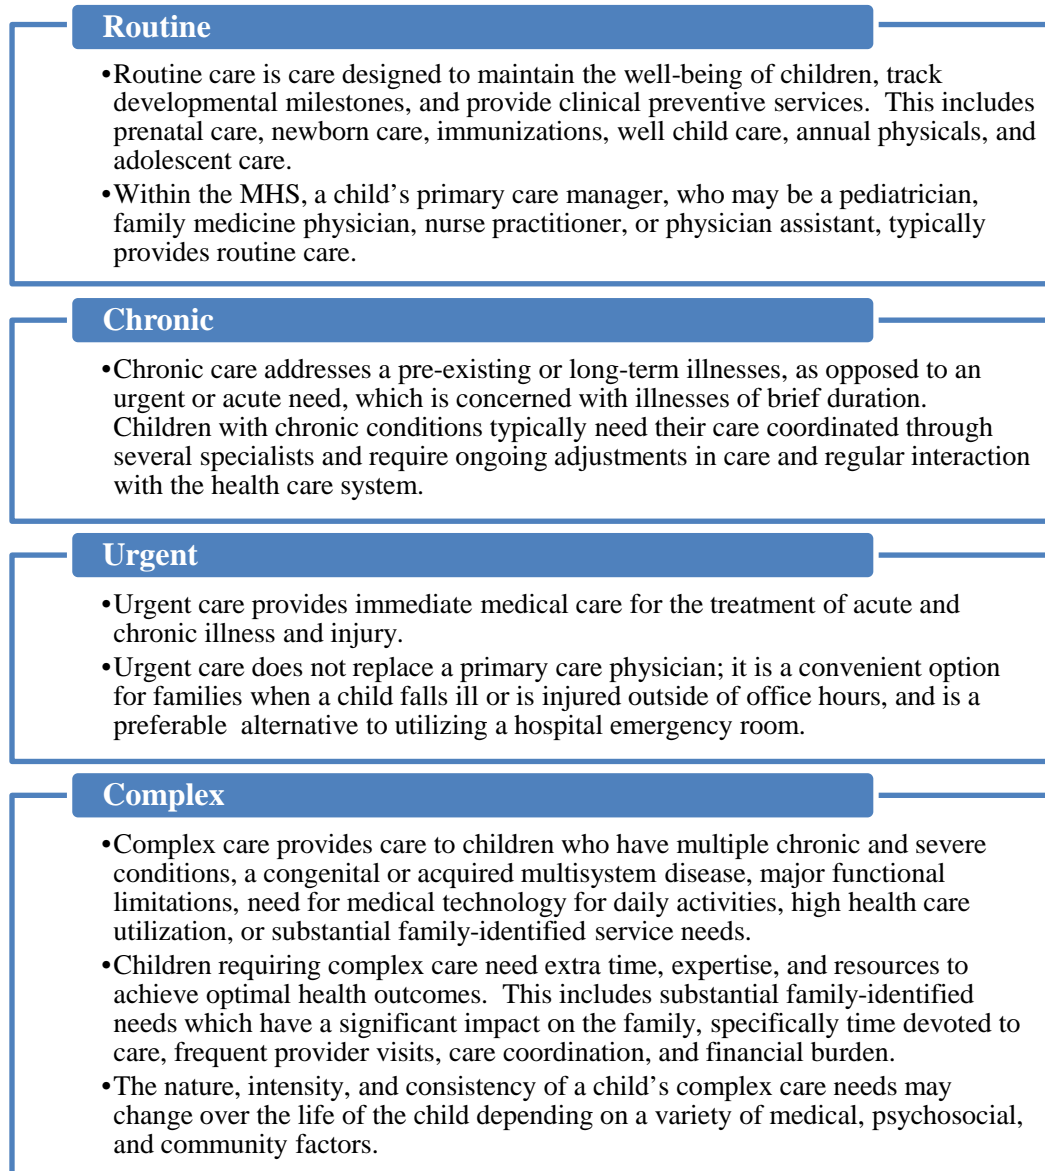 Routine
•Routine care is care designed to maintain the well-being of children, track
developmental milestones, and provide clinical preventive services.  This includes
prenatal care, newborn care, immunizations, well child care, annual physicals, and
adolescent care.
•Within the MHS, a child’s primary care manager, who may be a pediatrician,
family medicine physician, nurse practitioner, or physician assistant, typically
provides routine care.
Chronic
•Chronic care addresses a pre-existing or long-term illnesses, as opposed to an
urgent or acute need, which is concerned with illnesses of brief duration.
Children with chronic conditions typically need their care coordinated through
several specialists and require ongoing adjustments in care and regular interaction
with the health care system.
Urgent
•Urgent care provides immediate medical care for the treatment of acute and
chronic illness and injury.
•Urgent care does not replace a primary care physician; it is a convenient option
for families when a child falls ill or is injured outside of office hours, and is a
preferable  alternative to utilizing a hospital emergency room.
Complex
•Complex care provides care to children who have multiple chronic and severe
conditions, a congenital or acquired multisystem disease, major functional
limitations, need for medical technology for daily activities, high health care
utilization, or substantial family-identified service needs.
•Children requiring complex care need extra time, expertise, and resources to
achieve optimal health outcomes.  This includes substantial family-identified
needs which have a significant impact on the family, specifically time devoted to
care, frequent provider visits, care coordination, and financial burden.
•The nature, intensity, and consistency of a child’s complex care needs may
change over the life of the child depending on a variety of medical, psychosocial,
and community factors.